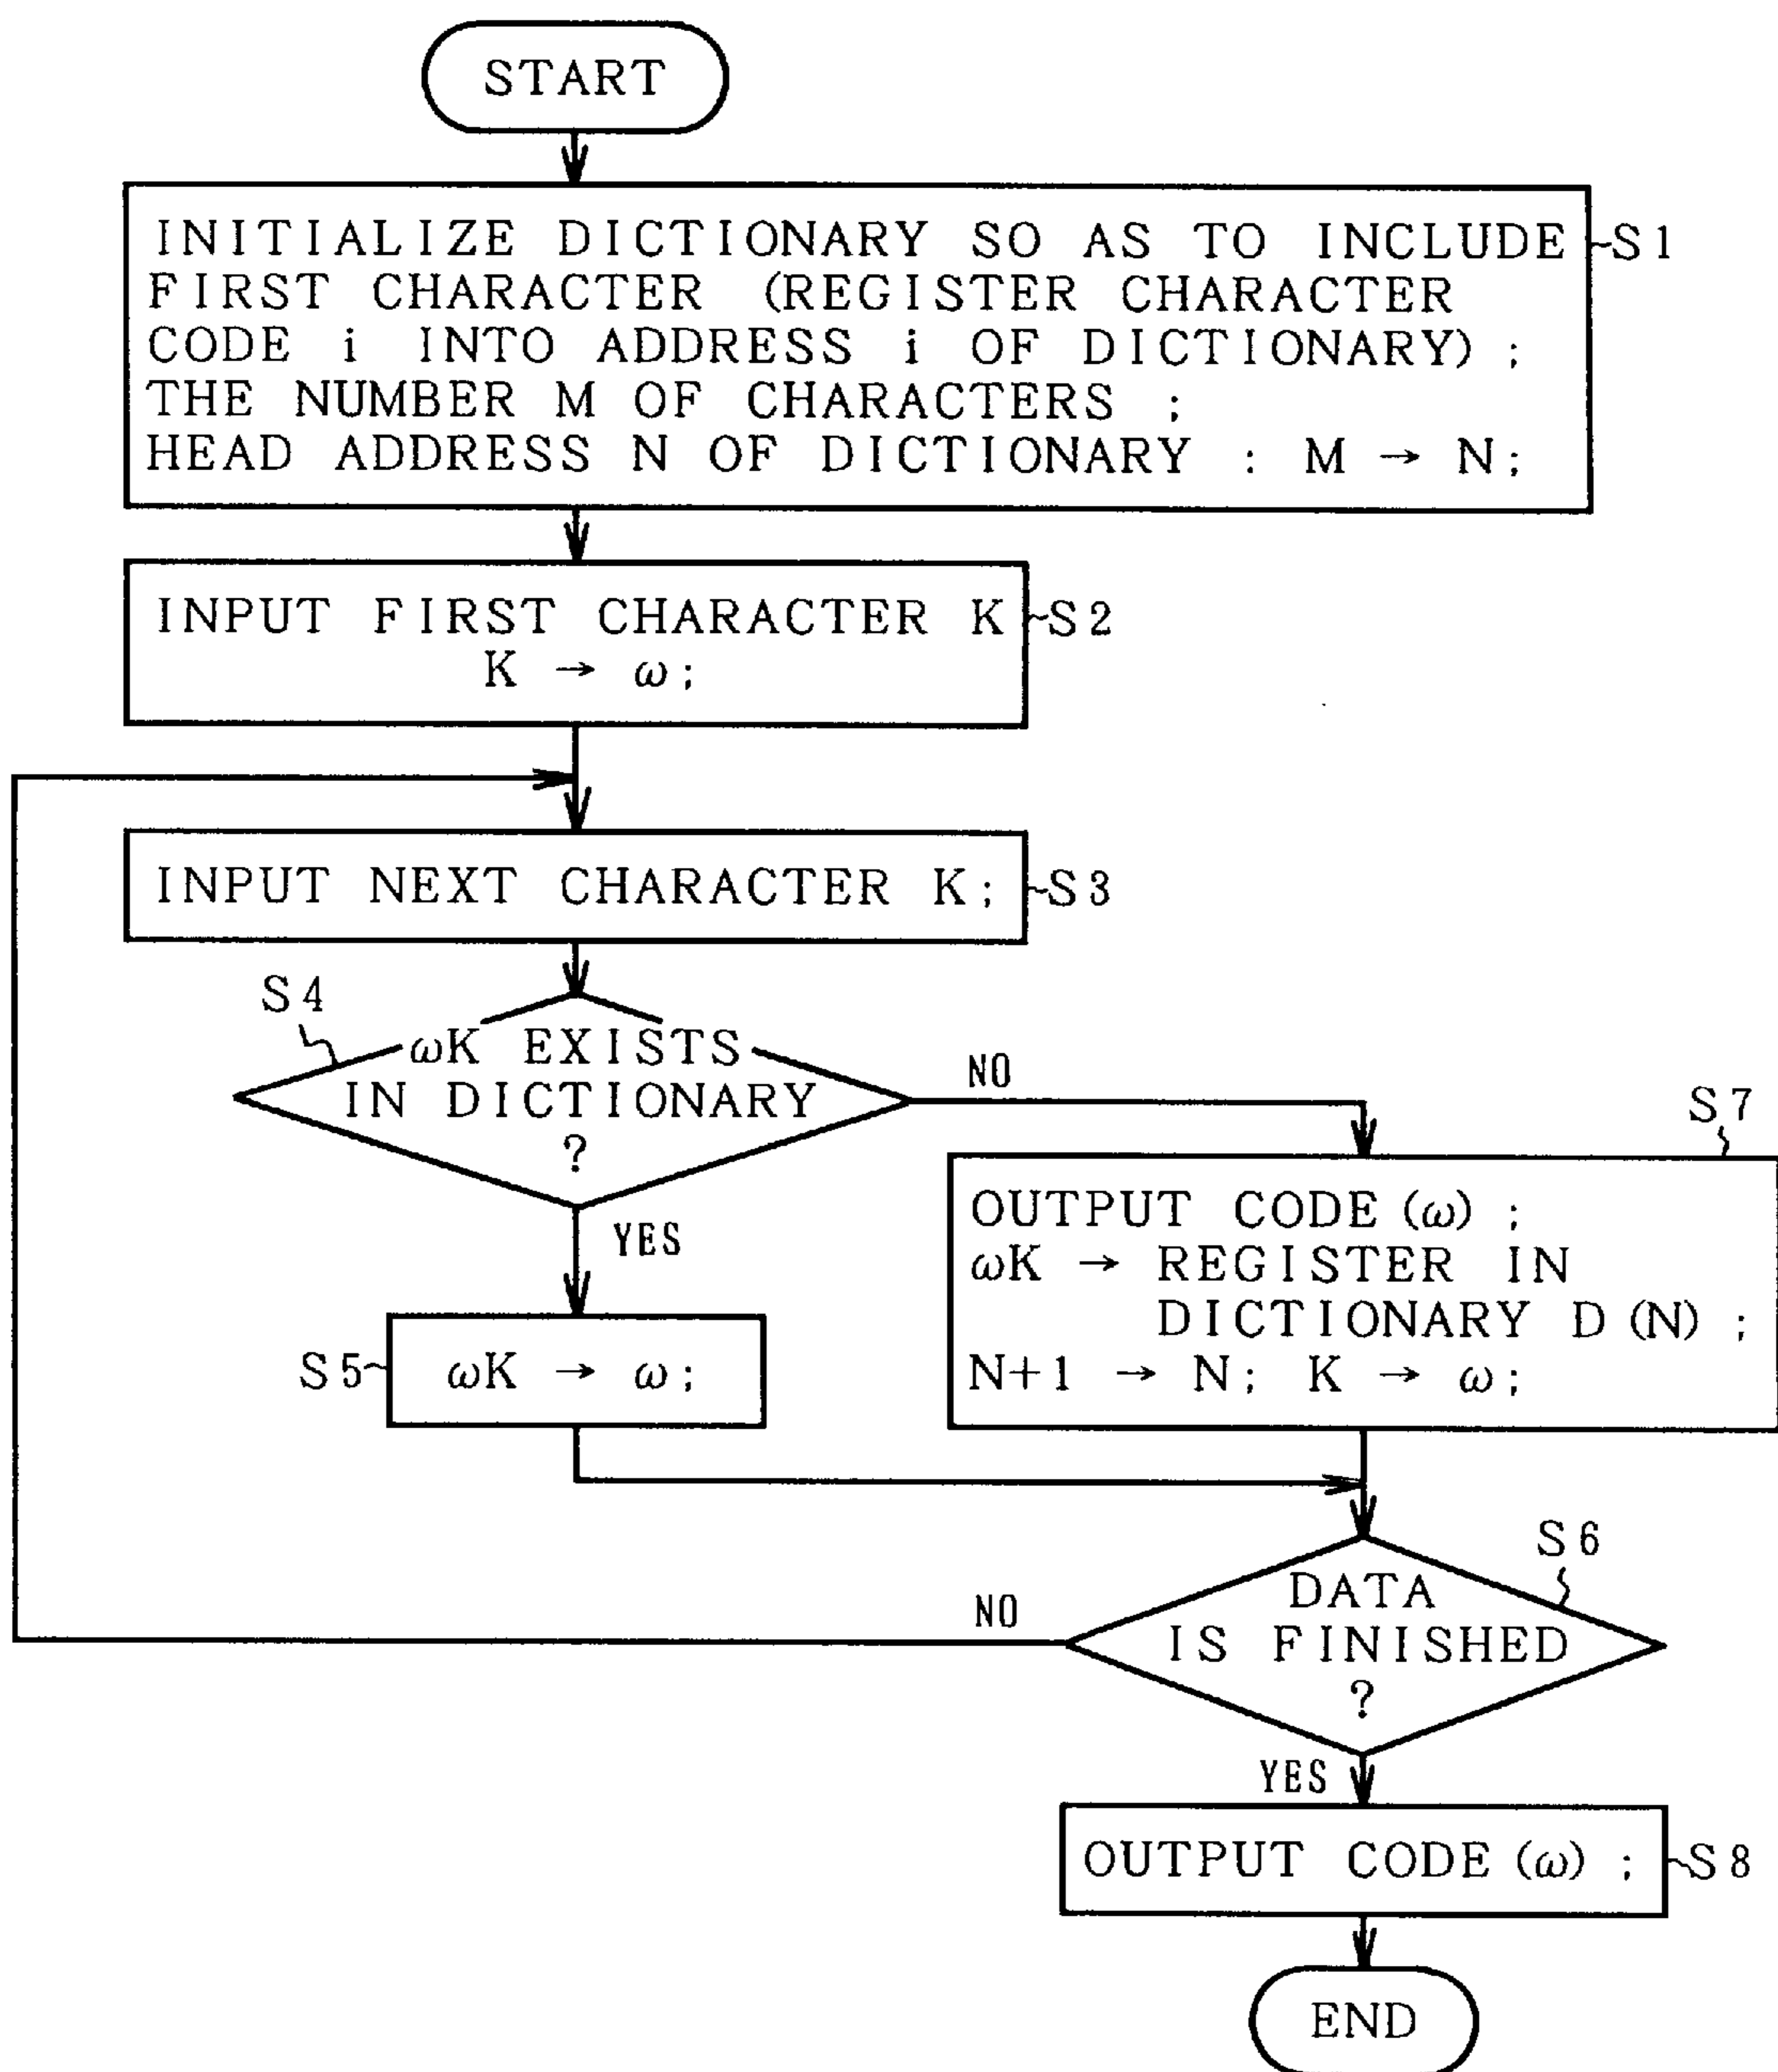 START
INITIALIZE DICTIONARY SO AS TO INCLUDE
FIRST CHARACTER (REGISTER CHARACTER
CODE i INTO ADDRESS i OF DICTIONARY) ;
THE NUMBER M OF CHARACTERS ;
HEAD ADDRESS N OF DICTIONARY : M → N;
S1
INPUT FIRST CHARACTER K
K → ω;
S2
INPUT NEXT CHARACTER K;
S3
S4
ωK EXISTS
IN DICTIONARY
?
NO
YES
S5
ωK → ω;
S7
OUTPUT CODE (ω) ;
ωK → REGISTER IN
DICTIONARY D (N) ;
N+1 → N; K → ω;
S6
DATA
IS FINISHED
?
NO
YES
OUTPUT CODE (ω) ;
S8
END